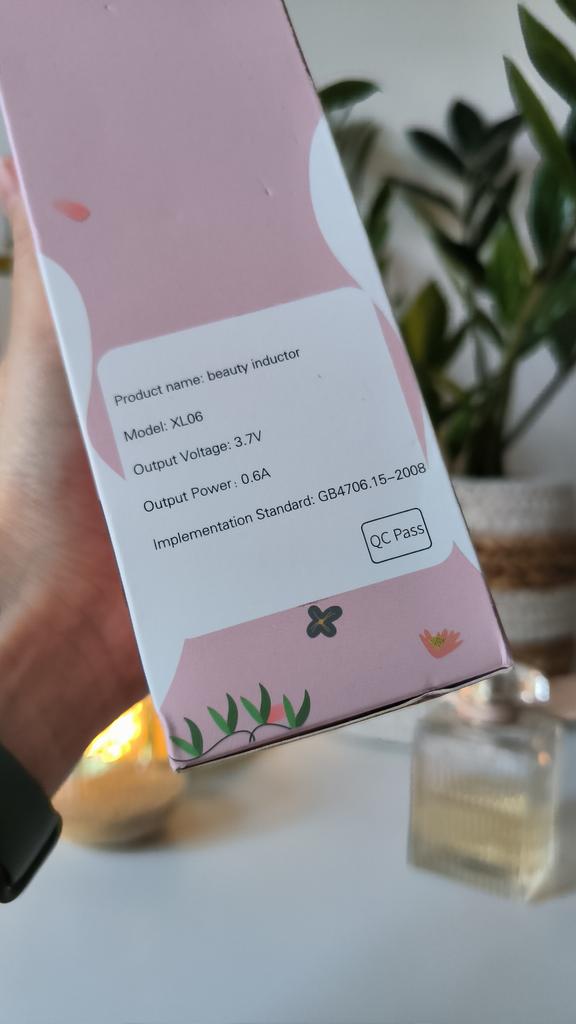 Product name: beauty inductor
Model: XL06
Output Voltage: 3.7V
Output Power: 0.6A
Implementation Standard: GB4706.15-2008
QC Pass